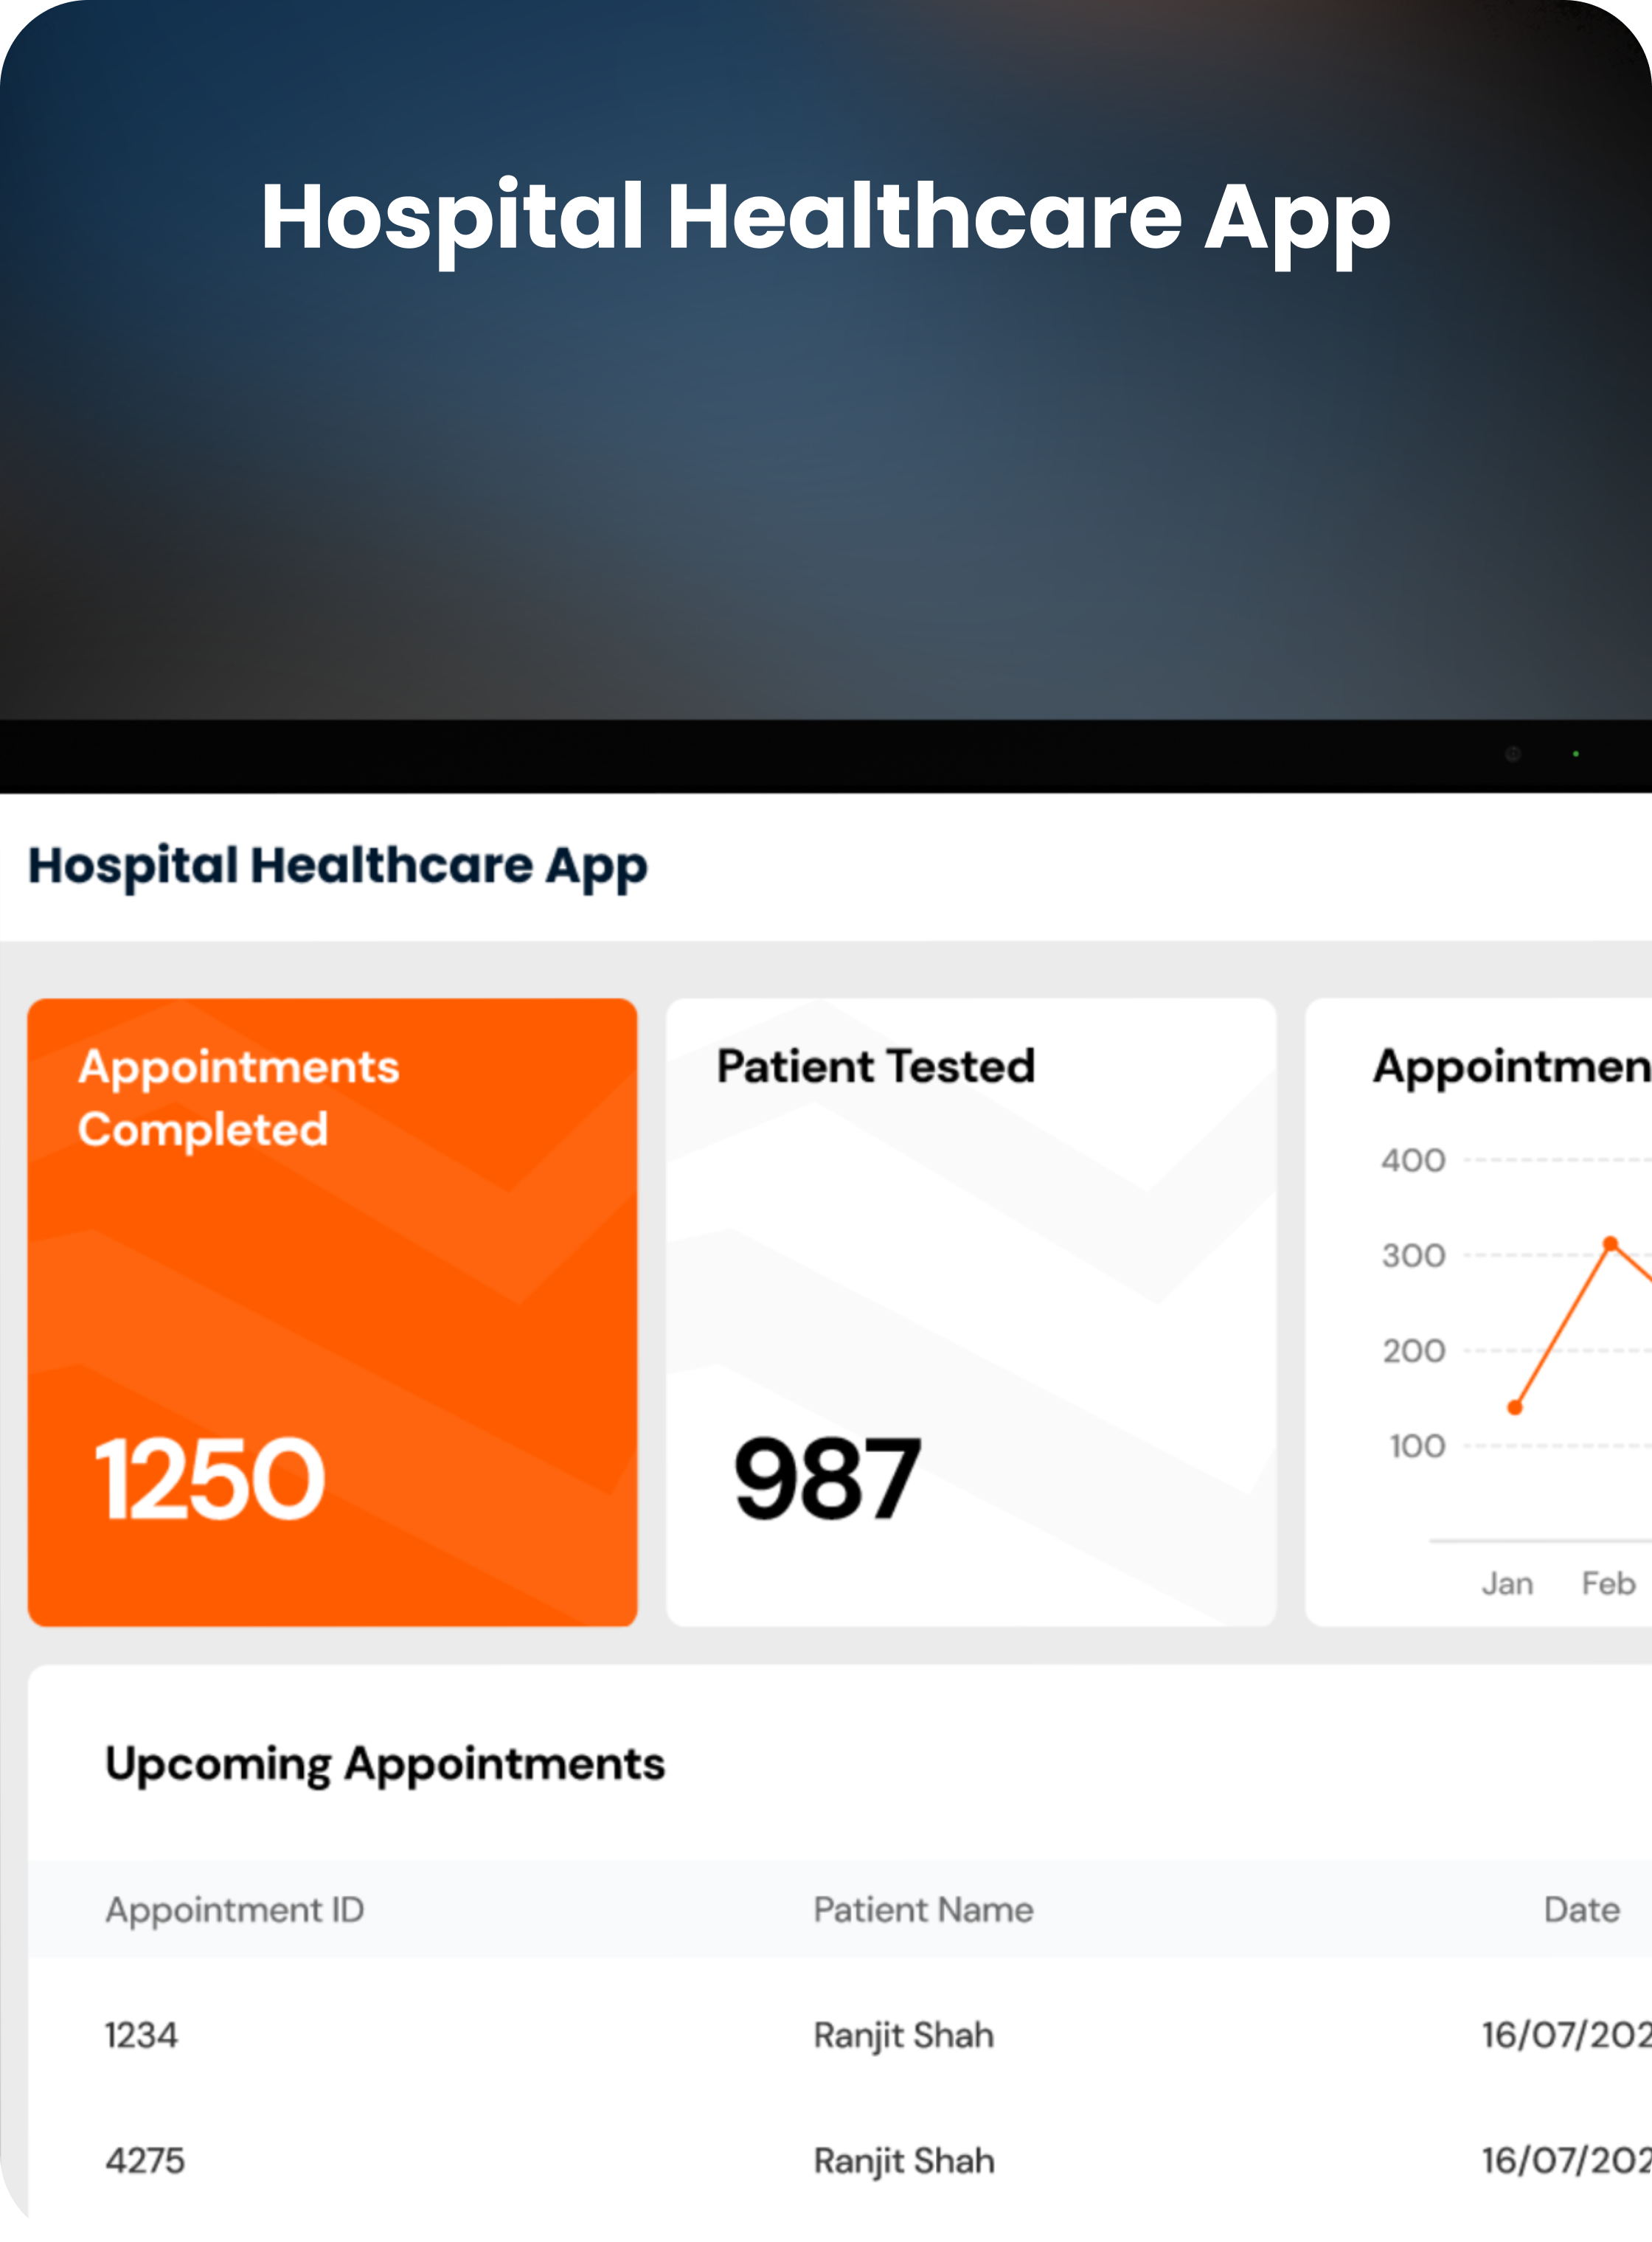 Hospital Healthcare App
Hospital Healthcare App
Appointments
Completed
1250
Patient Tested
987
Appointmen
400
300
200
100
Jan Feb
Upcoming Appointments
Appointment ID Patient Name Date
1234 Ranjit Shah 16/07/202
4275 Ranjit Shah 16/07/202